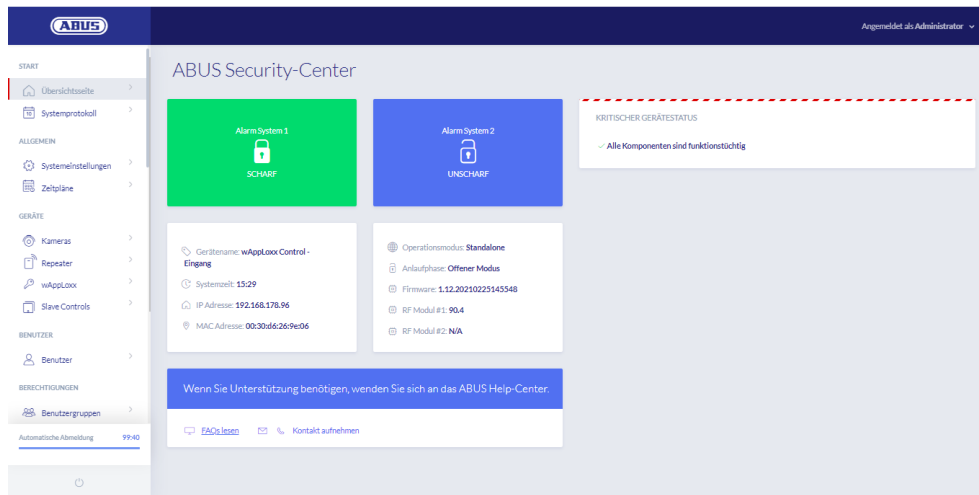 ABUS
Angemeldet als Administrator
START
Übersichtsseite
Systemprotokoll
ALLGEMEIN
Systemeinstellungen
Zeitpläne
GERÄTE
Kameras
Repeater
wAppLoxx
Slave Controls
BENUTZER
Benutzer
BERECHTIGUNGEN
Benutzergruppen
Automatische Abmeldung 99:40
ABUS Security-Center
Alarm System 1
SCHARF
Alarm System 2
UNSCHARF
KRITISCHER GERÄTESTATUS
Alle Komponenten sind funktionstüchtig
Gerätename: wAppLoxx Control -
Eingang
Systemzeit: 15:29
IP Adresse: 192.168.178.96
MAC Adresse: 00:30:d6:26:9e:06
Operationsmodus: Standalone
Anlaufphase: Offener Modus
Firmware: 1.12.20210225145548
RF Modul #1: 90.4
RF Modul #2: N/A
Wenn Sie Unterstützung benötigen, wenden Sie sich an das ABUS Help-Center.
FAQs lesen
Kontakt aufnehmen